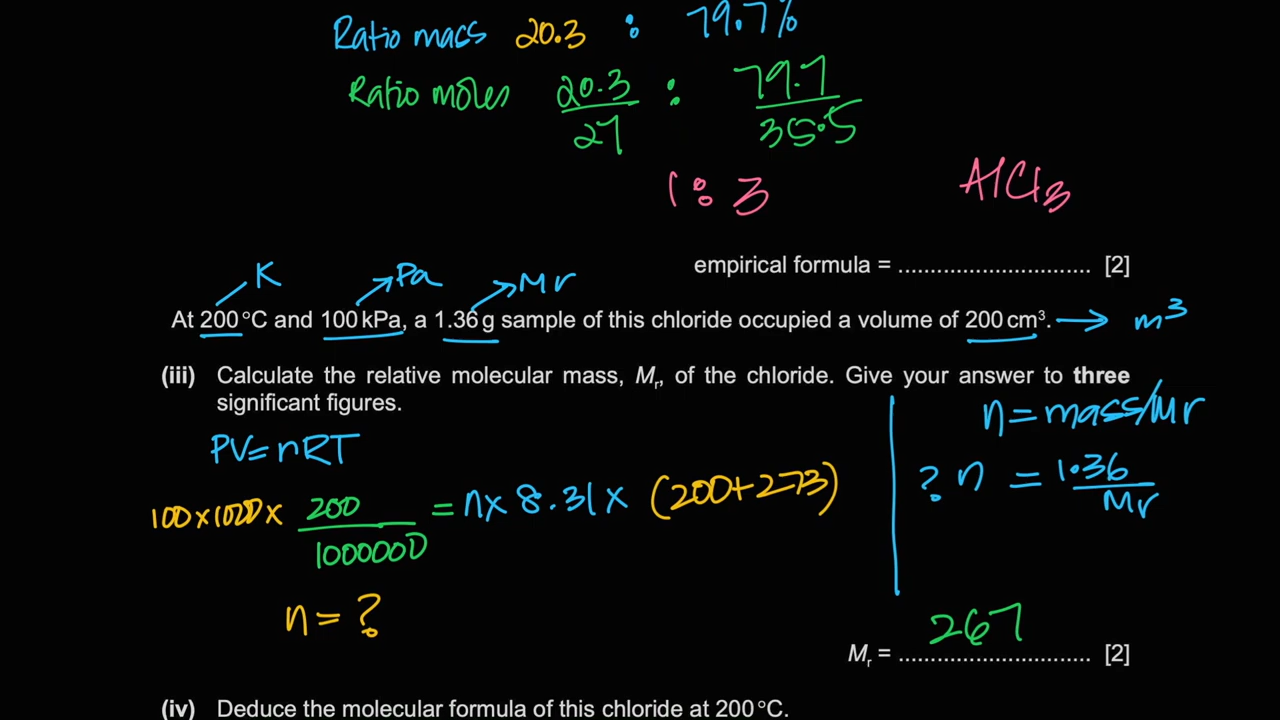 Ratio mass 20.3 : 79.7%
Ratio moles 20.3/27 : 79.7/35.5
1:3 AlCl3
empirical formula = .............................. [2]
K Pa Mr
At 200 °C and 100 kPa, a 1.36 g sample of this chloride occupied a volume of 200 cm³. → m³
(iii) Calculate the relative molecular mass, Mr, of the chloride. Give your answer to three
significant figures.
n = mass/Mr
PV = nRT
? n = 1.36/Mr
100 x 1000 x 200/1000000 = n x 8.31 x (200+273)
n = ?
267
Mr = .............................. [2]
(iv) Deduce the molecular formula of this chloride at 200 °C.